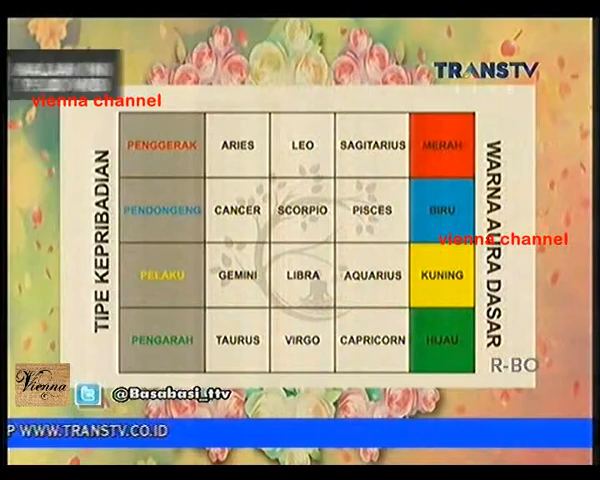 TRANSTV
vienna channel
TIPE KEPRIBADIAN
PENGGERAK ARIES LEO SAGITARIUS MERAH
PENDONGENG CANCER SCORPIO PISCES BIRU
PELAKU GEMINI LIBRA AQUARIUS KUNING
PENGARAH TAURUS VIRGO CAPRICORN HIJAU
WARNA AURA DASAR
vienna channel
R-BO
Vienna
@Basabasi_ttv
P WWW.TRANSTV.CO.ID